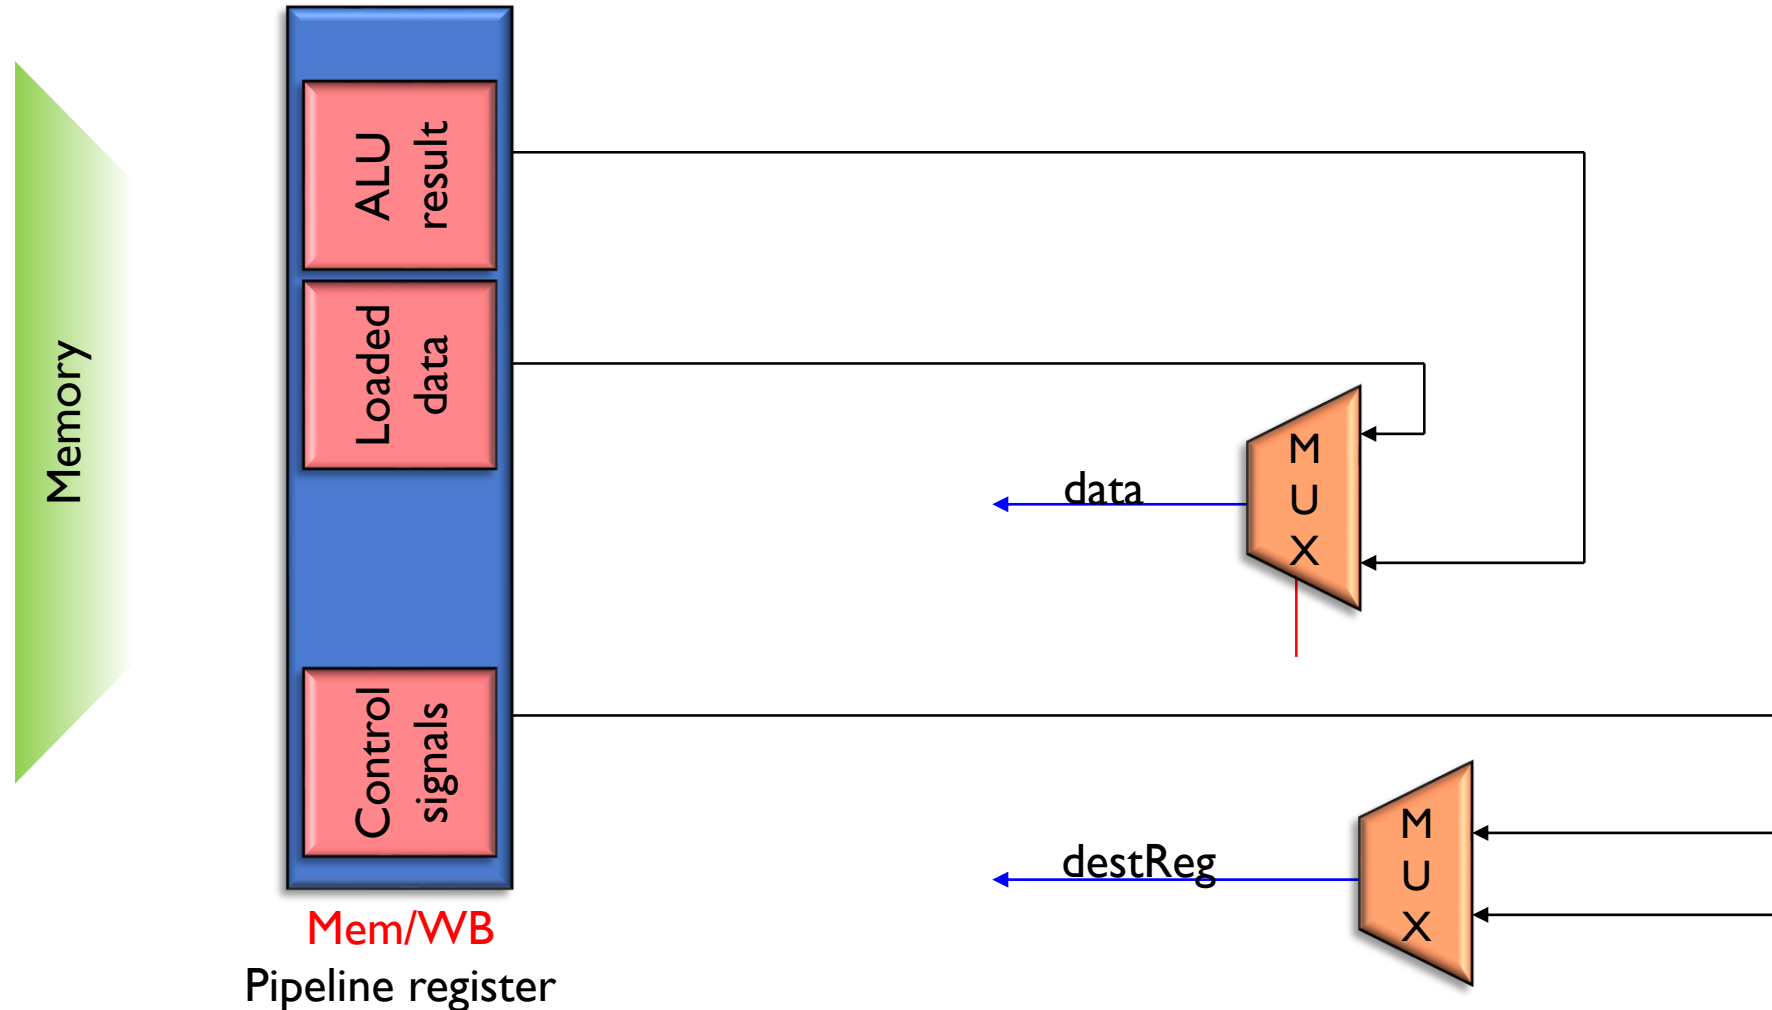 Memory
ALU
result
Loaded
data
Control
signals
Mem/WB
Pipeline register
data
M
U
X
destReg
M
U
X